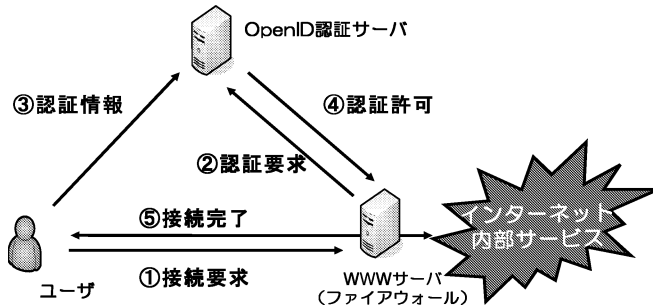 OpenID認証サーバ
③認証情報
④認証許可
②認証要求
⑤接続完了
インターネット
内部サービス
①接続要求
ユーザ
WWWサーバ
（ファイアウォール）